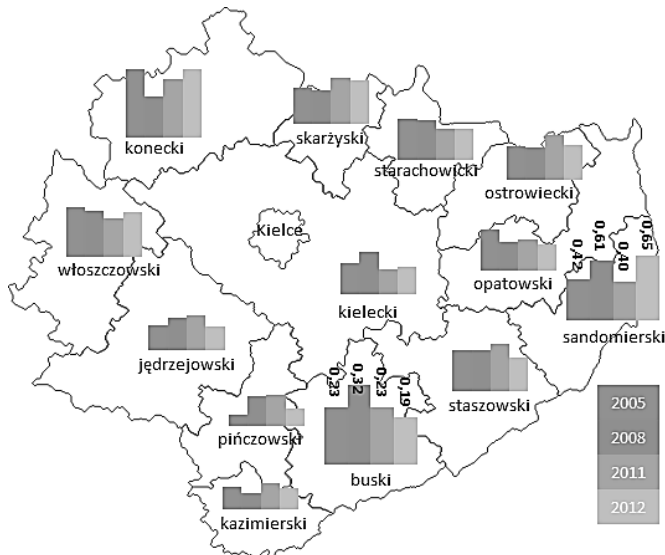 konecki
skarżyski
starachowicki
ostrowiecki
Kielce
włoszczowski
0,42
0,61
0,40
0,65
opatowski
kielecki
sandomierski
jędrzejowski
0,23
0,32
0,23
0,19
staszowski
2005
pińczowski
2008
buski
2011
kazimierski
2012